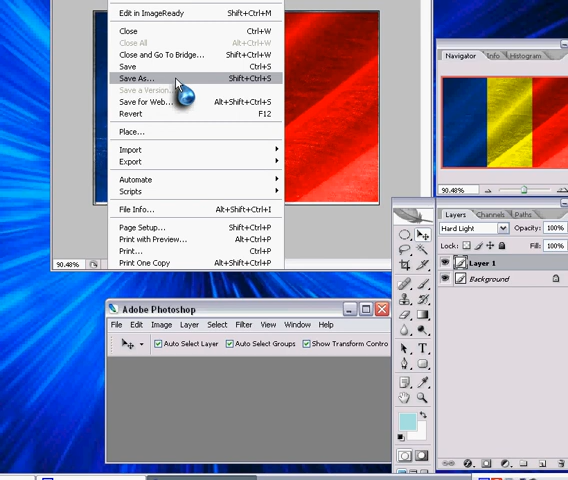 Edit in ImageReady Shift+Ctrl+M
Close Ctrl+W
Close All Alt+Ctrl+W
Close and Go To Bridge... Shift+Ctrl+W
Save Ctrl+S
Save As... Shift+Ctrl+S
Save a Version...
Save for Web... Alt+Shift+Ctrl+S
Revert F12
Place...
Import
Export
Automate
Scripts
File Info... Alt+Shift+Ctrl+I
Page Setup... Shift+Ctrl+P
Print with Preview... Alt+Ctrl+P
Print... Ctrl+P
Print One Copy Alt+Shift+Ctrl+P
90.48%
Navigator Info Histogram
90.48%
Layers Channels Paths
Hard Light Opacity: 100%
Lock: Fill: 100%
Layer 1
Background
Adobe Photoshop
File Edit Image Layer Select Filter View Window Help
Auto Select Layer Auto Select Groups Show Transform Contro
T